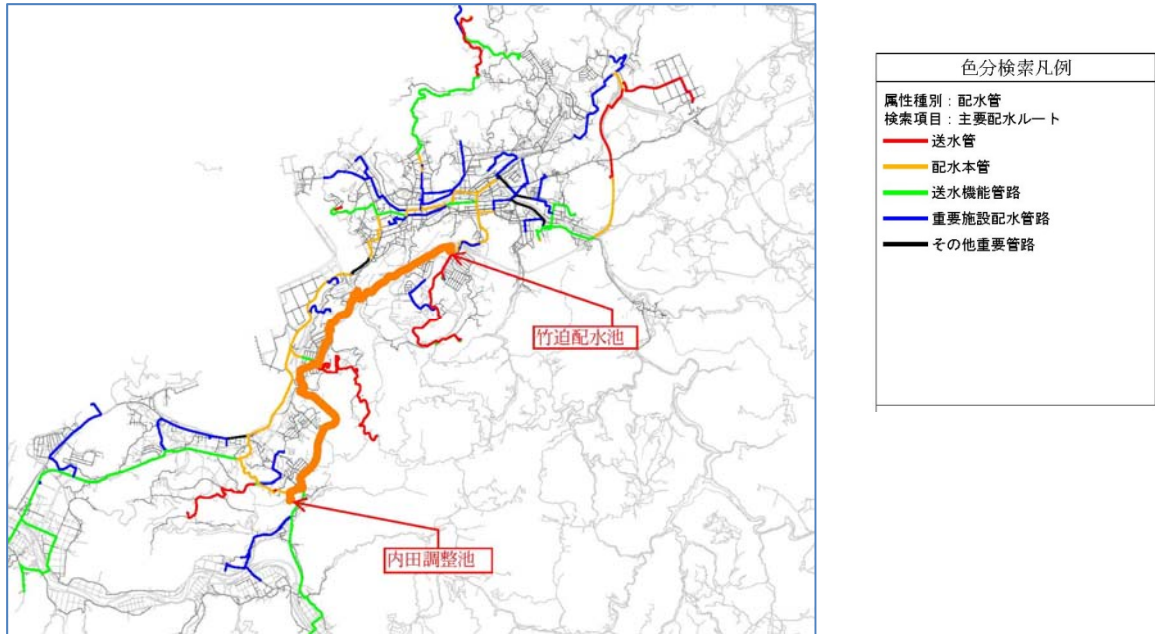 竹迫配水池
内田調整池
色分検索凡例
属性種別：配水管
検索項目：主要配水ルート
送水管
配水本管
送水機能管路
重要施設配水管路
その他重要管路